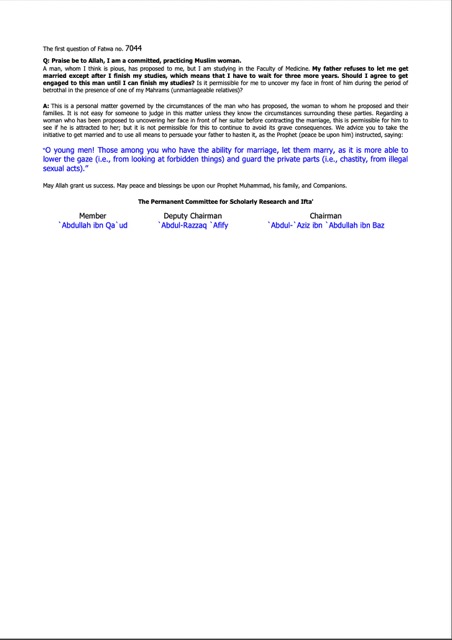 The first question of Fatwa no. 7044
Q: Praise be to Allah, I am a committed, practicing Muslim woman.
A man, whom I think is pious, has proposed to me, but I am studying in the Faculty of Medicine. My father refuses to let me get
married except after I finish my studies, which means that I have to wait for three more years. Should I agree to get
engaged to this man until I can finish my studies? Is it permissible for me to uncover my face in front of him during the period of
betrothal in the presence of one of my Mahrams (unmarriageable relatives)?
A: This is a personal matter governed by the circumstances of the man who has proposed, the woman to whom he proposed and their
families. It is not easy for someone to judge in this matter unless they know the circumstances surrounding these parties. Regarding a
woman who has been proposed to uncovering her face in front of her suitor before contracting the marriage, this is permissible for him to
see if he is attracted to her; but it is not permissible for this to continue to avoid its grave consequences. We advise you to take the
initiative to get married and to use all means to persuade your father to hasten it, as the Prophet (peace be upon him) instructed, saying:
"O young men! Those among you who have the ability for marriage, let them marry, as it is more able to
lower the gaze (i.e., from looking at forbidden things) and guard the private parts (i.e., chastity, from illegal
sexual acts)."
May Allah grant us success. May peace and blessings be upon our Prophet Muhammad, his family, and Companions.
The Permanent Committee for Scholarly Research and Ifta'
Member Deputy Chairman Chairman
`Abdullah ibn Qa`ud `Abdul-Razzaq `Afify `Abdul-`Aziz ibn `Abdullah ibn Baz